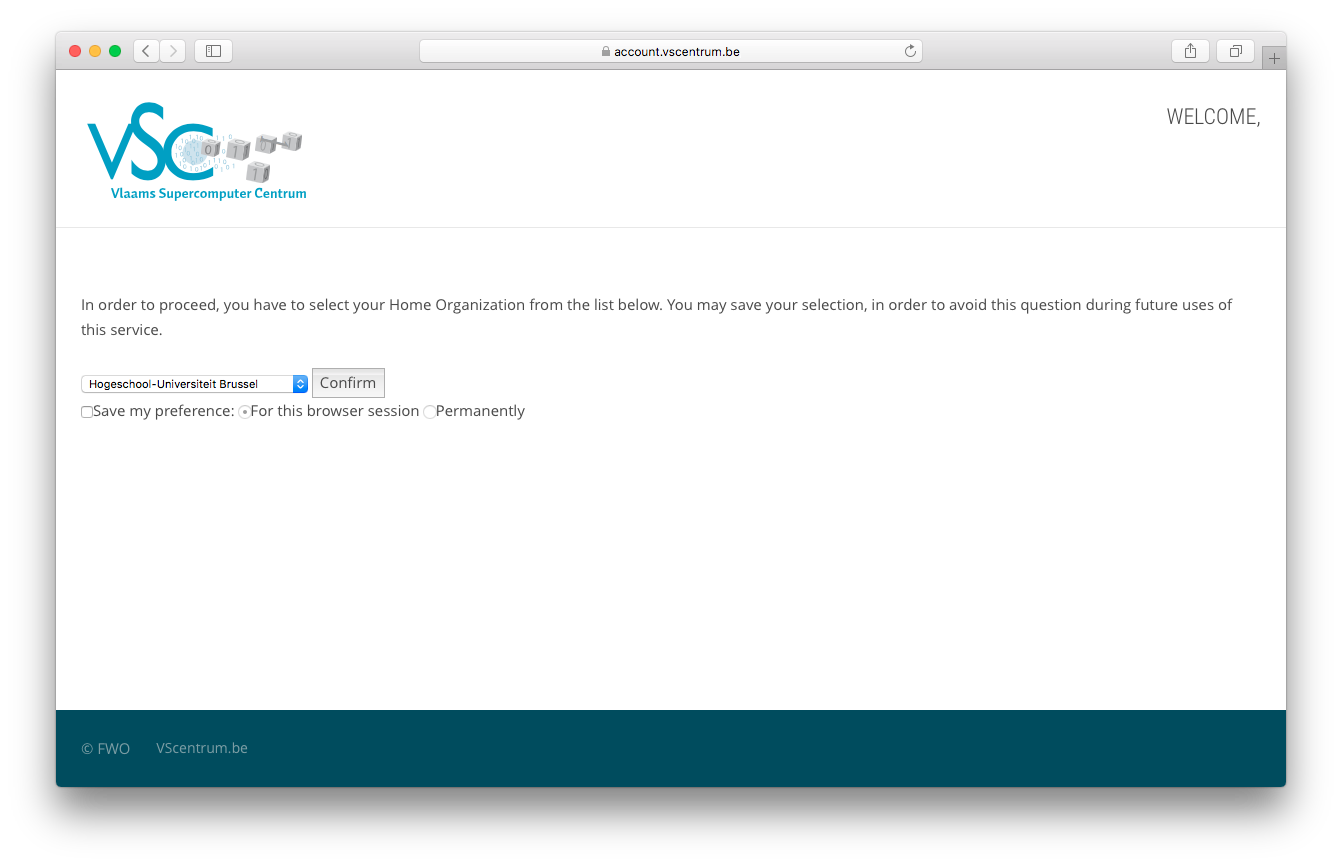 account.vscentrum.be
VSC
Vlaams Supercomputer Centrum
WELCOME,
In order to proceed, you have to select your Home Organization from the list below. You may save your selection, in order to avoid this question during future uses of
this service.
Hogeschool-Universiteit Brussel Confirm
Save my preference: For this browser session Permanently
© FWO VScentrum.be